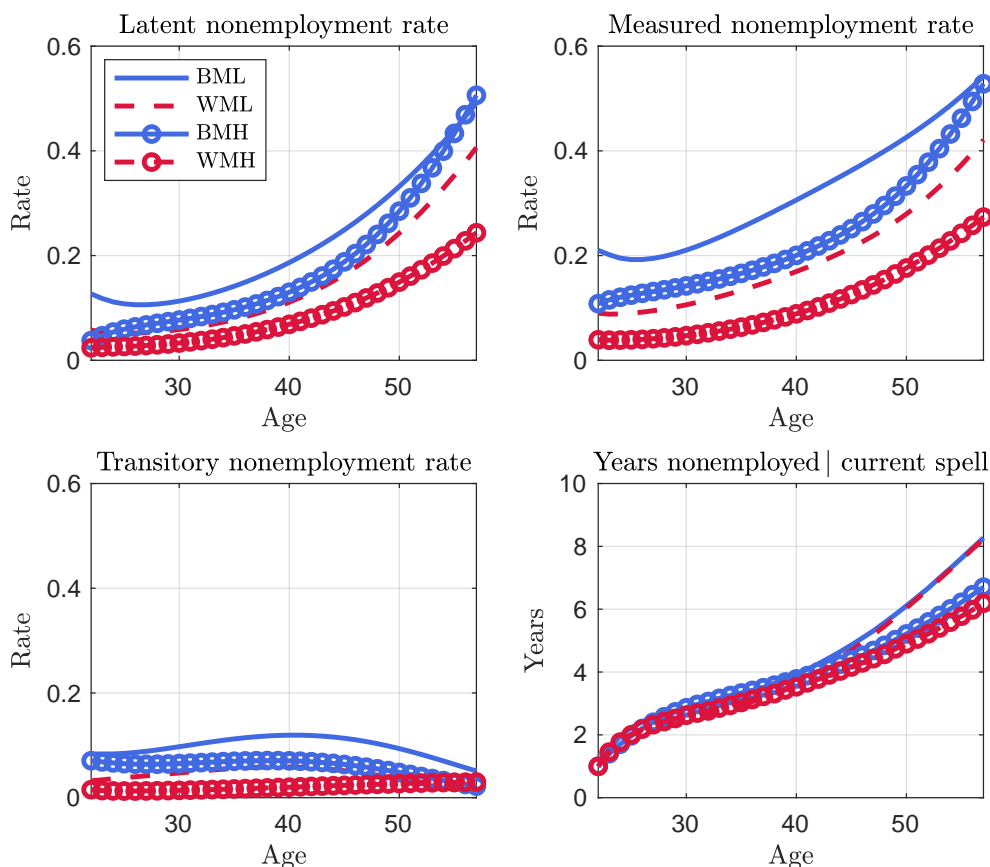 Latent nonemployment rate
0.6
BML
WML
BMH
WMH
0.4
Rate
0.2
0
30 40 50
Age
Measured nonemployment rate
0.6
0.4
Rate
0.2
0
30 40 50
Age
Transitory nonemployment rate
0.6
0.4
Rate
0.2
0
30 40 50
Age
Years nonemployed | current spell
10
8
6
Years
4
2
0
30 40 50
Age